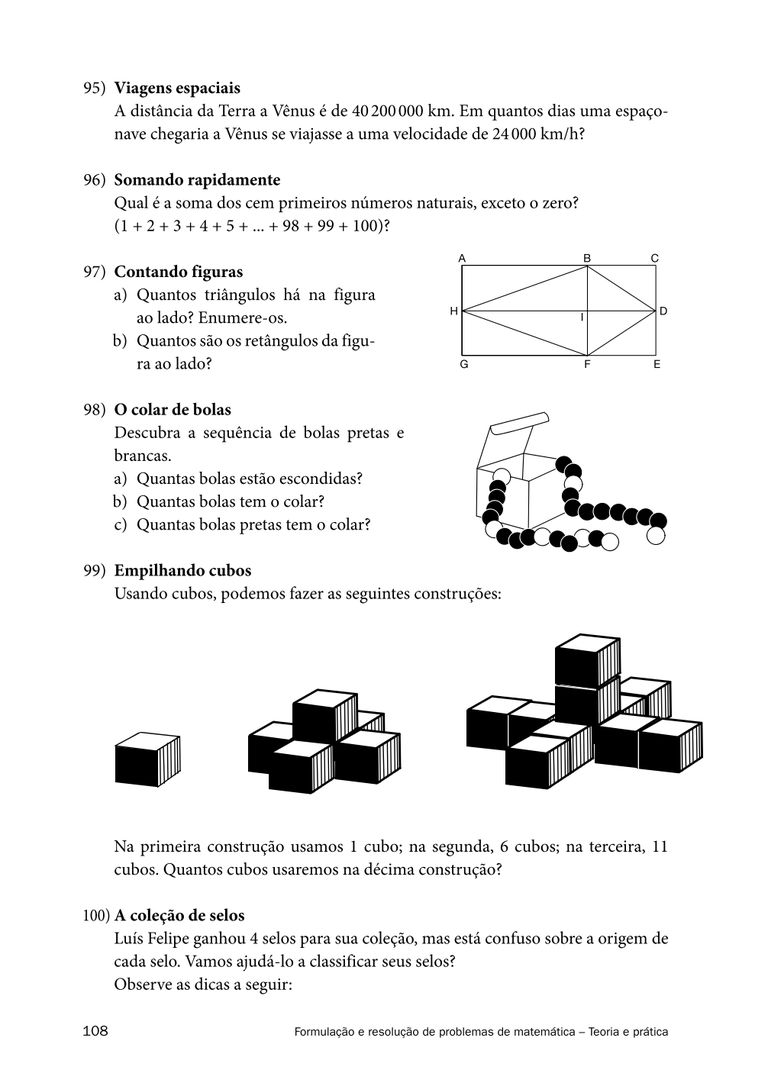 95) Viagens espaciais
A distância da Terra a Vênus é de 40 200 000 km. Em quantos dias uma espaço-
nave chegaria a Vênus se viajasse a uma velocidade de 24 000 km/h?
96) Somando rapidamente
Qual é a soma dos cem primeiros números naturais, exceto o zero?
(1 + 2 + 3 + 4 + 5 + ... + 98 + 99 + 100)?
97) Contando figuras
a) Quantos triângulos há na figura
ao lado? Enumere-os.
b) Quantos são os retângulos da figu-
ra ao lado?
A B C
H I D
G F E
98) O colar de bolas
Descubra a sequência de bolas pretas e
brancas.
a) Quantas bolas estão escondidas?
b) Quantas bolas tem o colar?
c) Quantas bolas pretas tem o colar?
99) Empilhando cubos
Usando cubos, podemos fazer as seguintes construções:
Na primeira construção usamos 1 cubo; na segunda, 6 cubos; na terceira, 11
cubos. Quantos cubos usaremos na décima construção?
100) A coleção de selos
Luís Felipe ganhou 4 selos para sua coleção, mas está confuso sobre a origem de
cada selo. Vamos ajudá-lo a classificar seus selos?
Observe as dicas a seguir:
108 Formulação e resolução de problemas de matemática – Teoria e prática